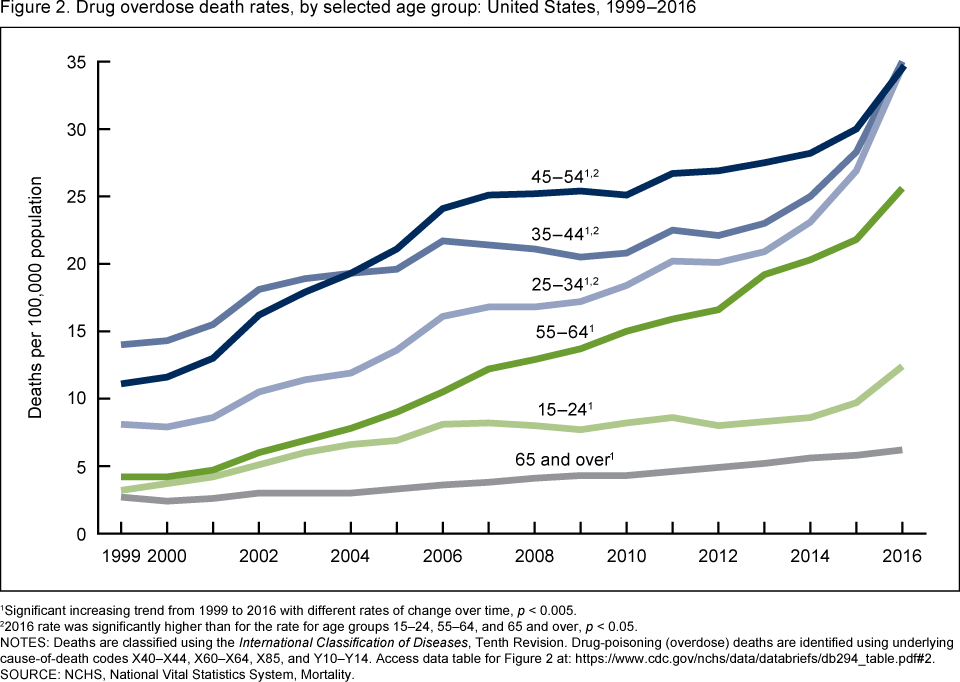 Figure 2. Drug overdose death rates, by selected age group: United States, 1999–2016
35
30
25
20
15
10
5
0
Deaths per 100,000 population
45–54¹,²
35–44¹,²
25–34¹,²
55–64¹
15–24¹
65 and over¹
1999 2000 2002 2004 2006 2008 2010 2012 2014 2016
¹Significant increasing trend from 1999 to 2016 with different rates of change over time, p < 0.005.
²2016 rate was significantly higher than for the rate for age groups 15–24, 55–64, and 65 and over, p < 0.05.
NOTES: Deaths are classified using the International Classification of Diseases, Tenth Revision. Drug-poisoning (overdose) deaths are identified using underlying
cause-of-death codes X40–X44, X60–X64, X85, and Y10–Y14. Access data table for Figure 2 at: https://www.cdc.gov/nchs/data/databriefs/db294_table.pdf#2.
SOURCE: NCHS, National Vital Statistics System, Mortality.